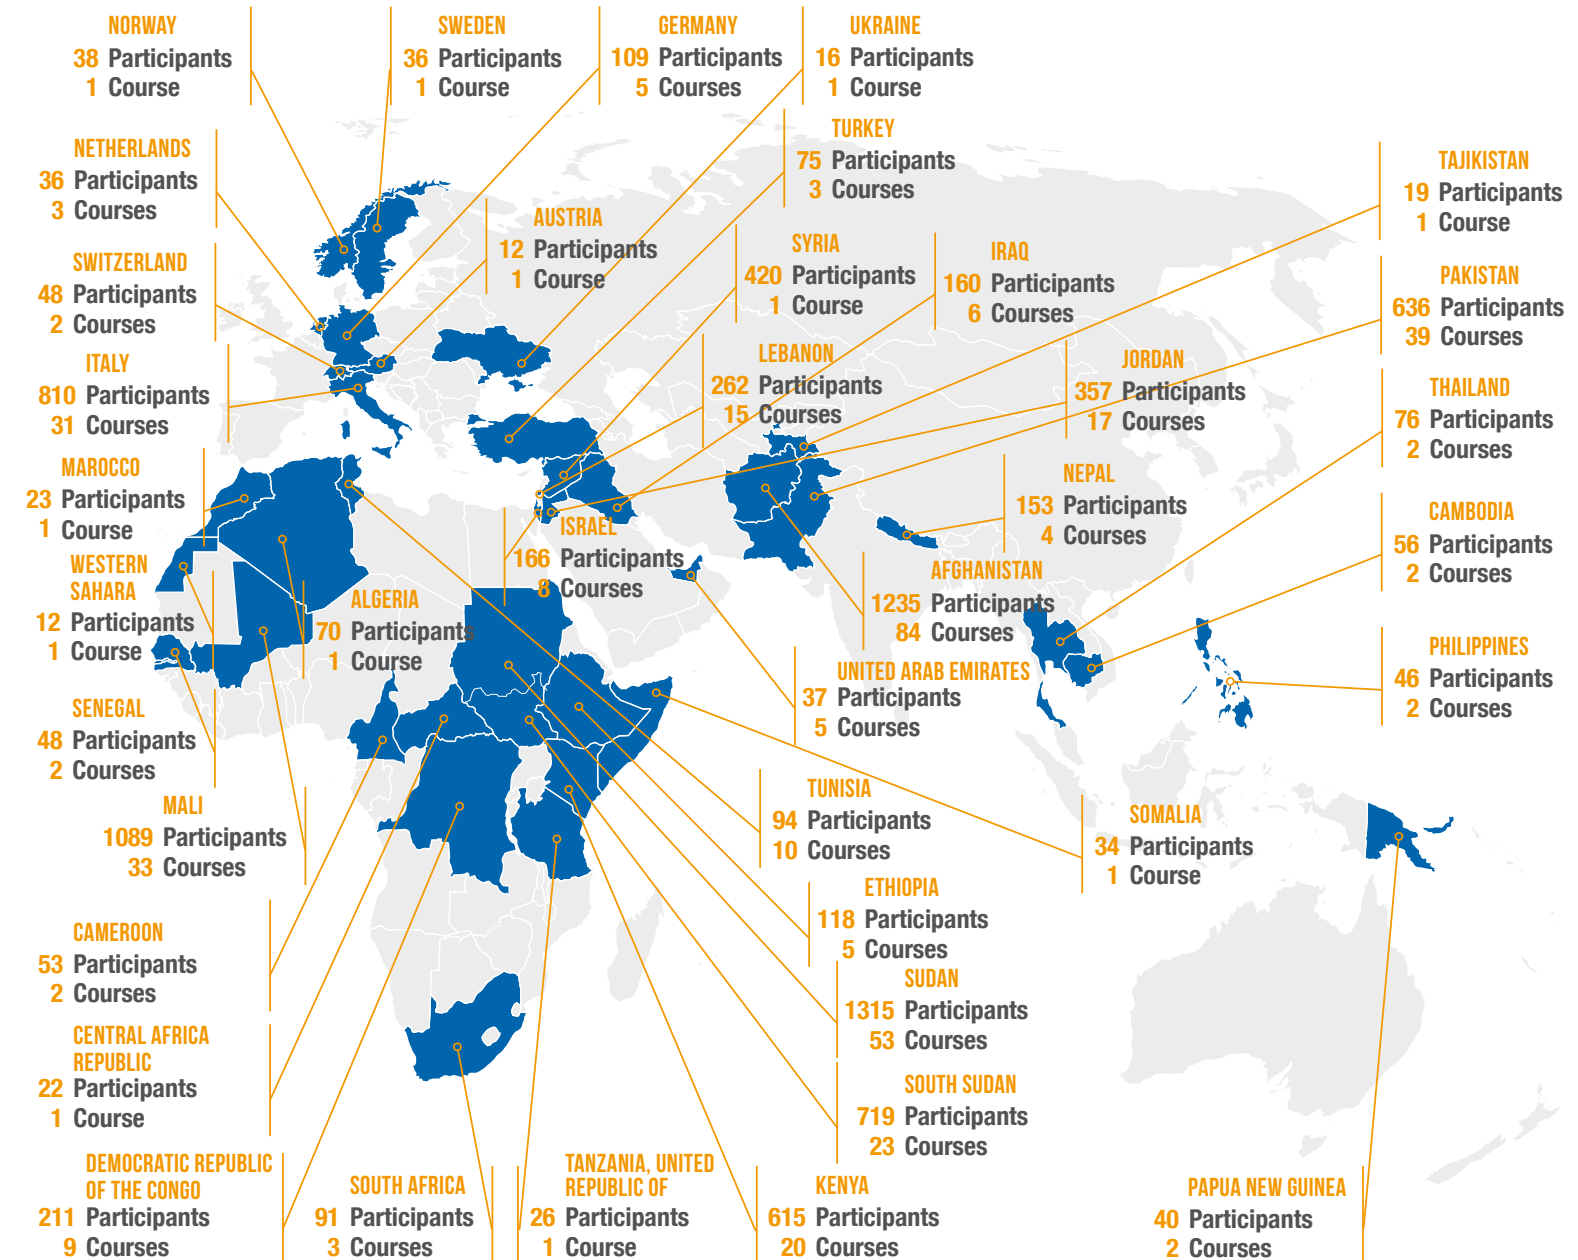 NORWAY
38 Participants
1 Course
SWEDEN
36 Participants
1 Course
GERMANY
109 Participants
5 Courses
UKRAINE
16 Participants
1 Course
TURKEY
75 Participants
3 Courses
NETHERLANDS
36 Participants
3 Courses
TAJIKISTAN
19 Participants
1 Course
AUSTRIA
12 Participants
1 Course
SYRIA
420 Participants
1 Course
IRAQ
160 Participants
6 Courses
SWITZERLAND
48 Participants
2 Courses
PAKISTAN
636 Participants
39 Courses
ITALY
810 Participants
31 Courses
LEBANON
262 Participants
15 Courses
JORDAN
357 Participants
17 Courses
THAILAND
76 Participants
2 Courses
MAROCCO
23 Participants
1 Course
NEPAL
153 Participants
4 Courses
ISRAEL
166 Participants
8 Courses
CAMBODIA
56 Participants
2 Courses
WESTERN
SAHARA
12 Participants
1 Course
ALGERIA
70 Participants
1 Course
AFGHANISTAN
1235 Participants
84 Courses
UNITED ARAB EMIRATES
37 Participants
5 Courses
PHILIPPINES
46 Participants
2 Courses
SENEGAL
48 Participants
2 Courses
MALI
1089 Participants
33 Courses
TUNISIA
94 Participants
10 Courses
SOMALIA
34 Participants
1 Course
CAMEROON
53 Participants
2 Courses
ETHIOPIA
118 Participants
5 Courses
SUDAN
1315 Participants
53 Courses
CENTRAL AFRICA
REPUBLIC
22 Participants
1 Course
SOUTH SUDAN
719 Participants
23 Courses
DEMOCRATIC REPUBLIC
OF THE CONGO
211 Participants
9 Courses
SOUTH AFRICA
91 Participants
3 Courses
TANZANIA, UNITED
REPUBLIC OF
26 Participants
1 Course
KENYA
615 Participants
20 Courses
PAPUA NEW GUINEA
40 Participants
2 Courses